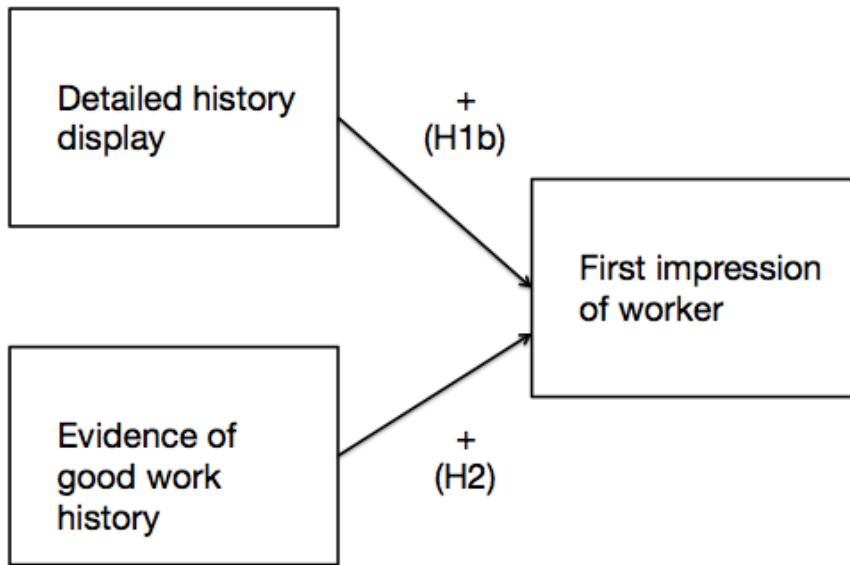 Detailed history
display
+
(H1b)
First impression
of worker
Evidence of
good work
history
+
(H2)